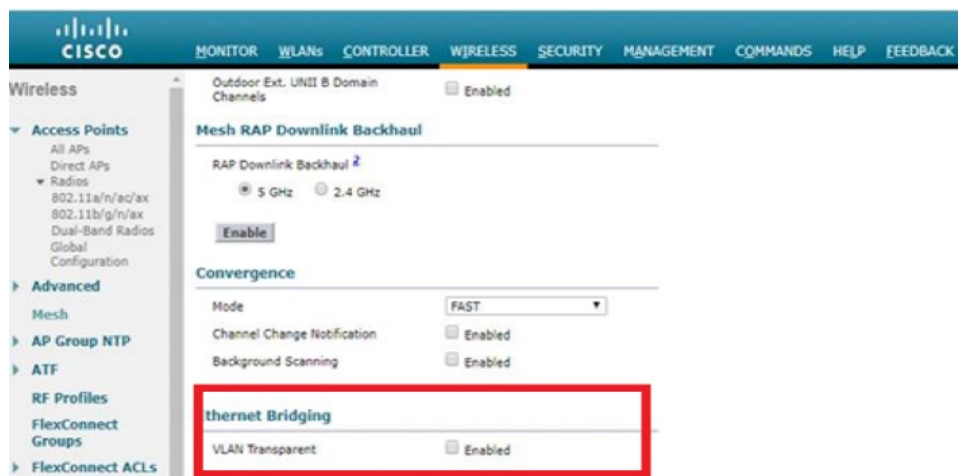 CISCO
MONITOR WLANs CONTROLLER WIRELESS SECURITY MANAGEMENT COMMANDS HELP FEEDBACK
Wireless
Access Points
All APs
Direct APs
Radios
802.11a/n/ac/ax
802.11b/g/n/ax
Dual-Band Radios
Global
Configuration
Advanced
Mesh
AP Group NTP
ATF
RF Profiles
FlexConnect
Groups
FlexConnect ACLs
Outdoor Ext. UNII B Domain
Channels
Enabled
Mesh RAP Downlink Backhaul
RAP Downlink Backhaul 2
5 GHz 2.4 GHz
Enable
Convergence
Mode FAST
Channel Change Notification Enabled
Background Scanning Enabled
thernet Bridging
VLAN Transparent Enabled